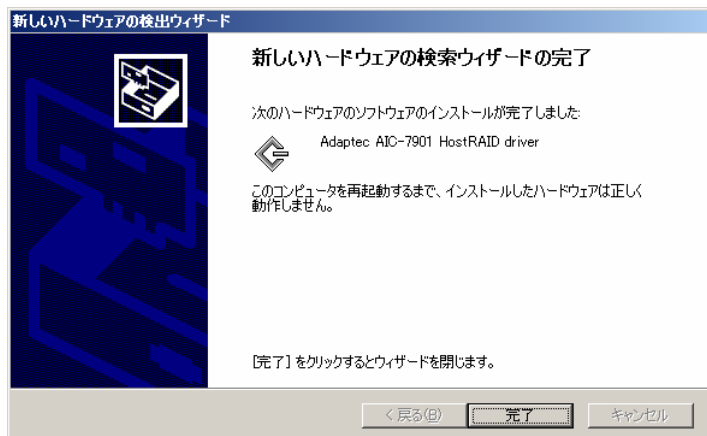 新しいハードウェアの検出ウィザード
新しいハードウェアの検索ウィザードの完了
次のハードウェアのソフトウェアのインストールが完了しました:
Adaptec AIC-7901 HostRAID driver
このコンピュータを再起動するまで、インストールしたハードウェアは正しく
動作しません。
[完了] をクリックするとウィザードを閉じます。
< 戻る(B)
完了
キャンセル